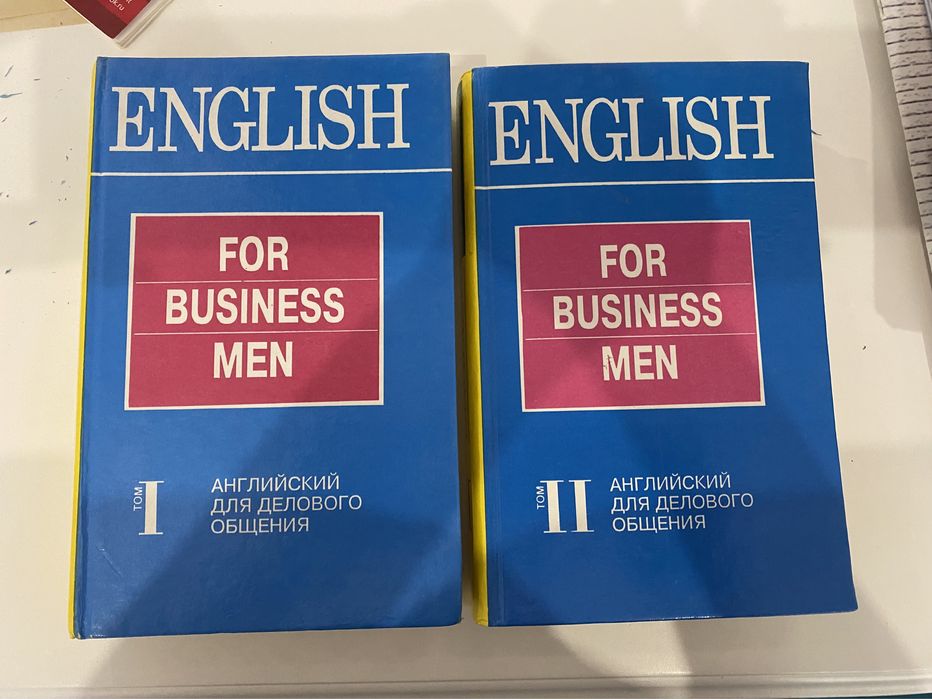 ENGLISH
FOR
BUSINESS
MEN
ТОМ I
АНГЛИЙСКИЙ
ДЛЯ ДЕЛОВОГО
ОБЩЕНИЯ
ENGLISH
FOR
BUSINESS
MEN
ТОМ II
АНГЛИЙСКИЙ
ДЛЯ ДЕЛОВОГО
ОБЩЕНИЯ